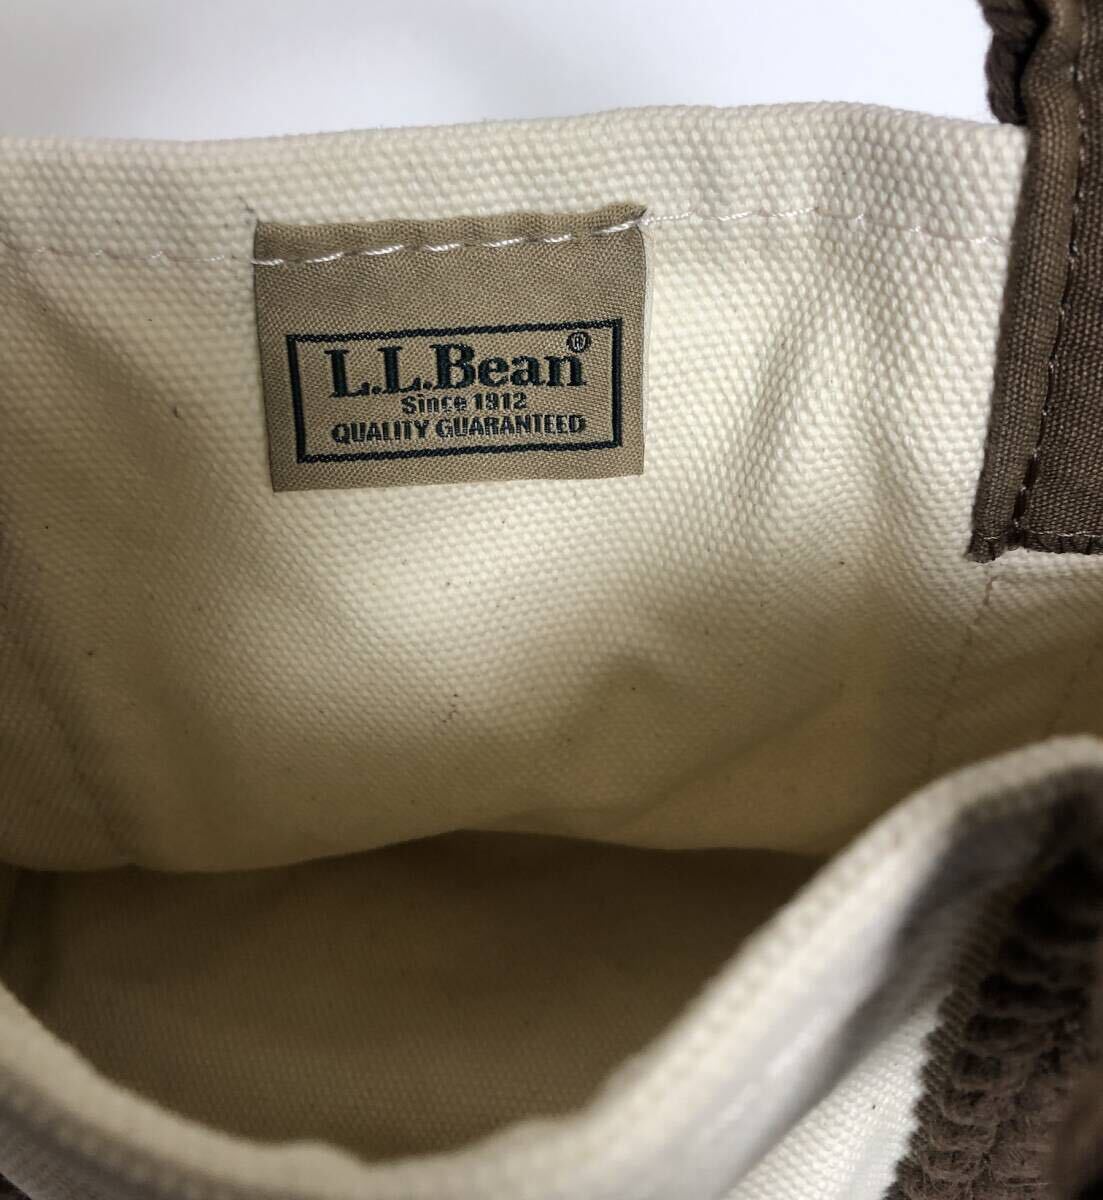 L.L.Bean®
Since 1912
QUALITY GUARANTEED